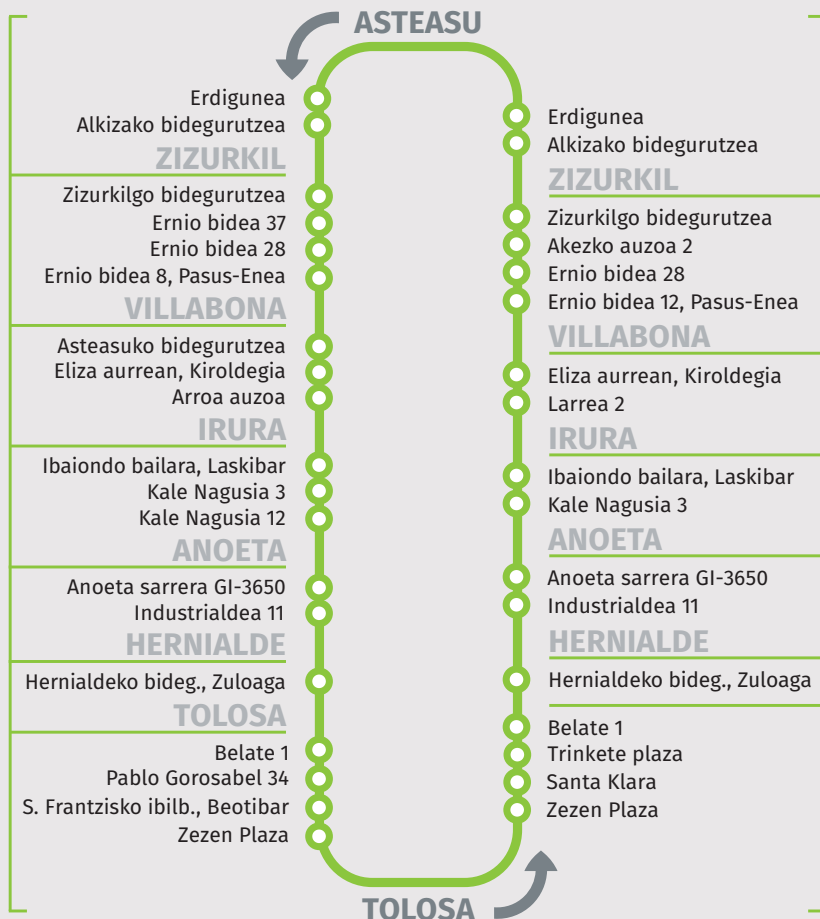 ASTEASU
Erdigunea
Alkizako bidegurutzea
ZIZURKIL
Zizurkilgo bidegurutzea
Ernio bidea 37
Ernio bidea 28
Ernio bidea 8, Pasus-Enea
VILLABONA
Asteasuko bidegurutzea
Eliza aurrean, Kiroldegia
Arroa auzoa
IRURA
Ibaiondo bailara, Laskibar
Kale Nagusia 3
Kale Nagusia 12
ANOETA
Anoeta sarrera GI-3650
Industrialdea 11
HERNIALDE
Hernialdeko bideg., Zuloaga
TOLOSA
Belate 1
Pablo Gorosabel 34
S. Frantzisko ibilb., Beotibar
Zezen Plaza
Erdigunea
Alkizako bidegurutzea
ZIZURKIL
Zizurkilgo bidegurutzea
Akezko auzoa 2
Ernio bidea 28
Ernio bidea 12, Pasus-Enea
VILLABONA
Eliza aurrean, Kiroldegia
Larrea 2
IRURA
Ibaiondo bailara, Laskibar
Kale Nagusia 3
ANOETA
Anoeta sarrera GI-3650
Industrialdea 11
HERNIALDE
Hernialdeko bideg., Zuloaga
Belate 1
Trinkete plaza
Santa Klara
Zezen Plaza
TOLOSA